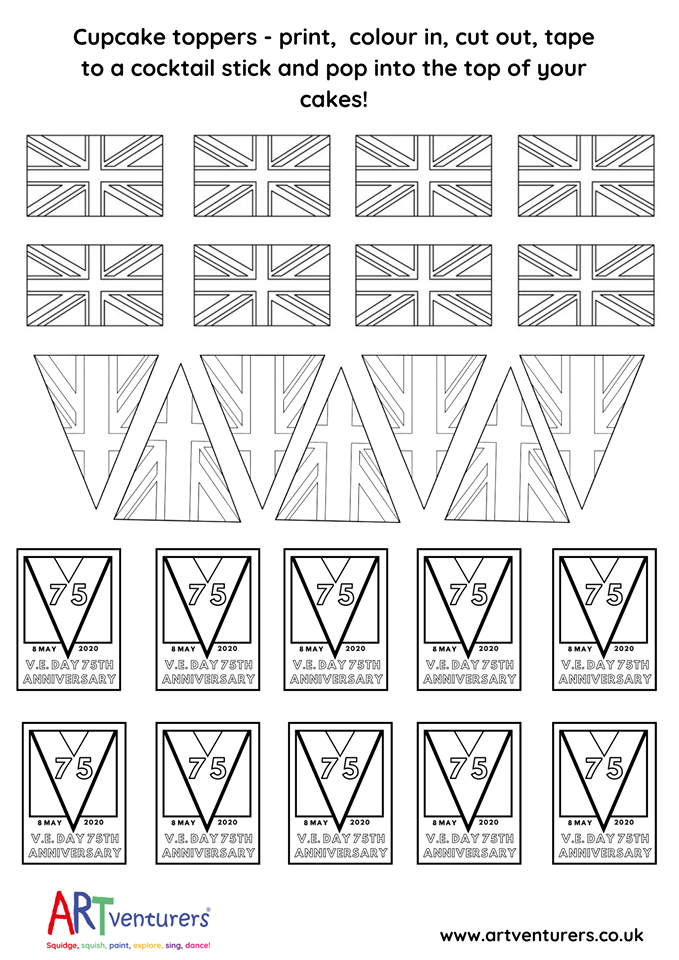 Cupcake toppers - print,  colour in, cut out, tape
to a cocktail stick and pop into the top of your
cakes!
75 75 75 75 75
8 MAY 2020 8 MAY 2020 8 MAY 2020 8 MAY 2020 8 MAY 2020
V.E. DAY 75TH V.E. DAY 75TH V.E. DAY 75TH V.E. DAY 75TH V.E. DAY 75TH
ANNIVERSARY ANNIVERSARY ANNIVERSARY ANNIVERSARY ANNIVERSARY
75 75 75 75 75
8 MAY 2020 8 MAY 2020 8 MAY 2020 8 MAY 2020 8 MAY 2020
V.E. DAY 75TH V.E. DAY 75TH V.E. DAY 75TH V.E. DAY 75TH V.E. DAY 75TH
ANNIVERSARY ANNIVERSARY ANNIVERSARY ANNIVERSARY ANNIVERSARY
ARTventurers®
Squidge, squish, paint, explore, sing, dance!
www.artventurers.co.uk